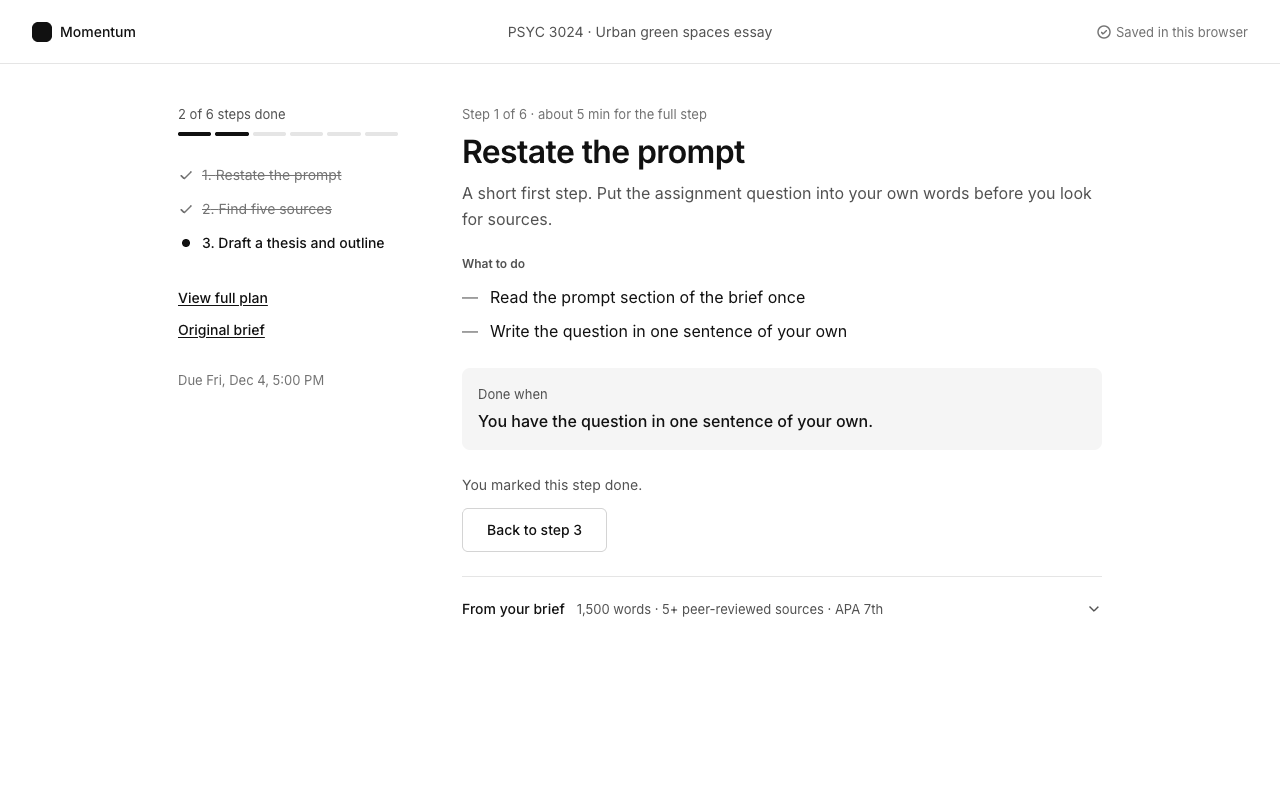 Momentum
PSYC 3024 · Urban green spaces essay
Saved in this browser
2 of 6 steps done
1. Restate the prompt
2. Find five sources
3. Draft a thesis and outline
View full plan
Original brief
Due Fri, Dec 4, 5:00 PM
Step 1 of 6 · about 5 min for the full step
Restate the prompt
A short first step. Put the assignment question into your own words before you look
for sources.
What to do
— Read the prompt section of the brief once
— Write the question in one sentence of your own
Done when
You have the question in one sentence of your own.
You marked this step done.
Back to step 3
From your brief 1,500 words · 5+ peer-reviewed sources · APA 7th